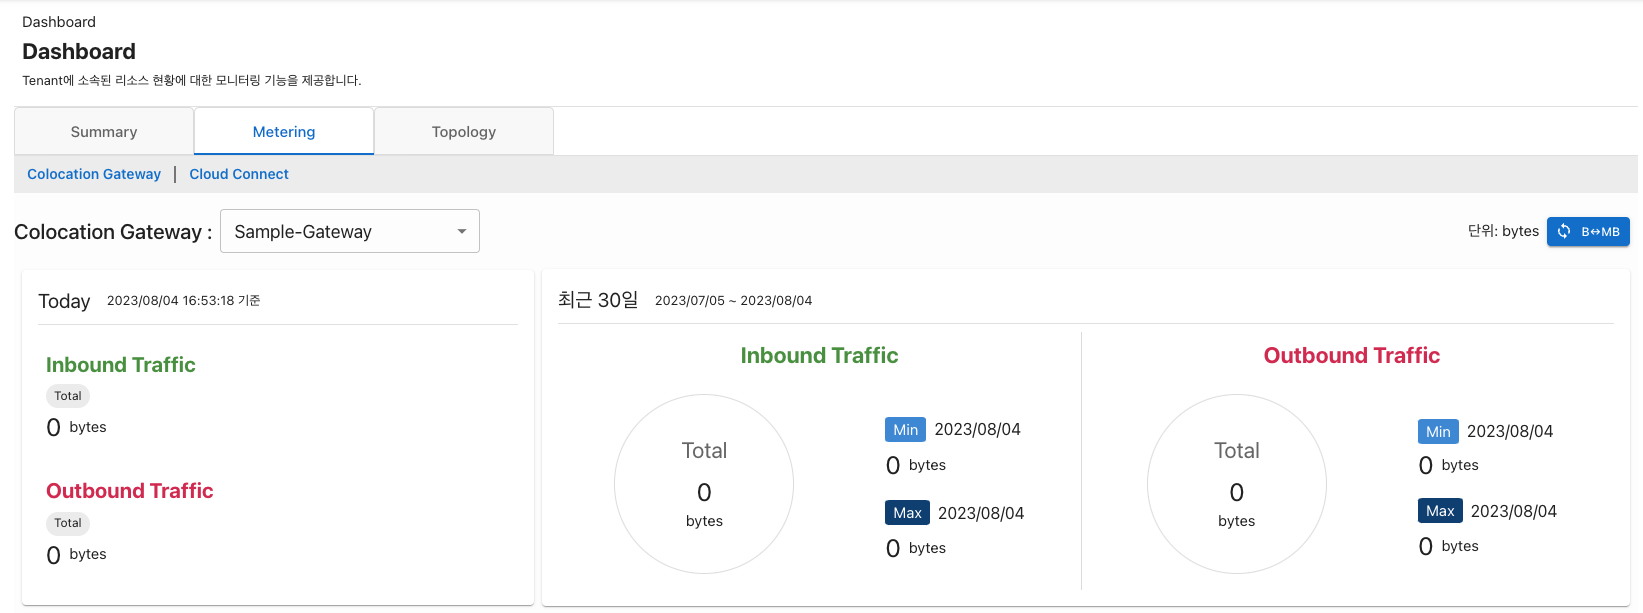 Dashboard
Dashboard
Tenant에 소속된 리소스 현황에 대한 모니터링 기능을 제공합니다.
Summary Metering Topology
Colocation Gateway | Cloud Connect
Colocation Gateway : Sample-Gateway 단위: bytes B↔MB
Today 2023/08/04 16:53:18 기준
Inbound Traffic
Total
0 bytes
Outbound Traffic
Total
0 bytes
최근 30일 2023/07/05 ~ 2023/08/04
Inbound Traffic
Total
0
bytes
Min 2023/08/04
0 bytes
Max 2023/08/04
0 bytes
Outbound Traffic
Total
0
bytes
Min 2023/08/04
0 bytes
Max 2023/08/04
0 bytes